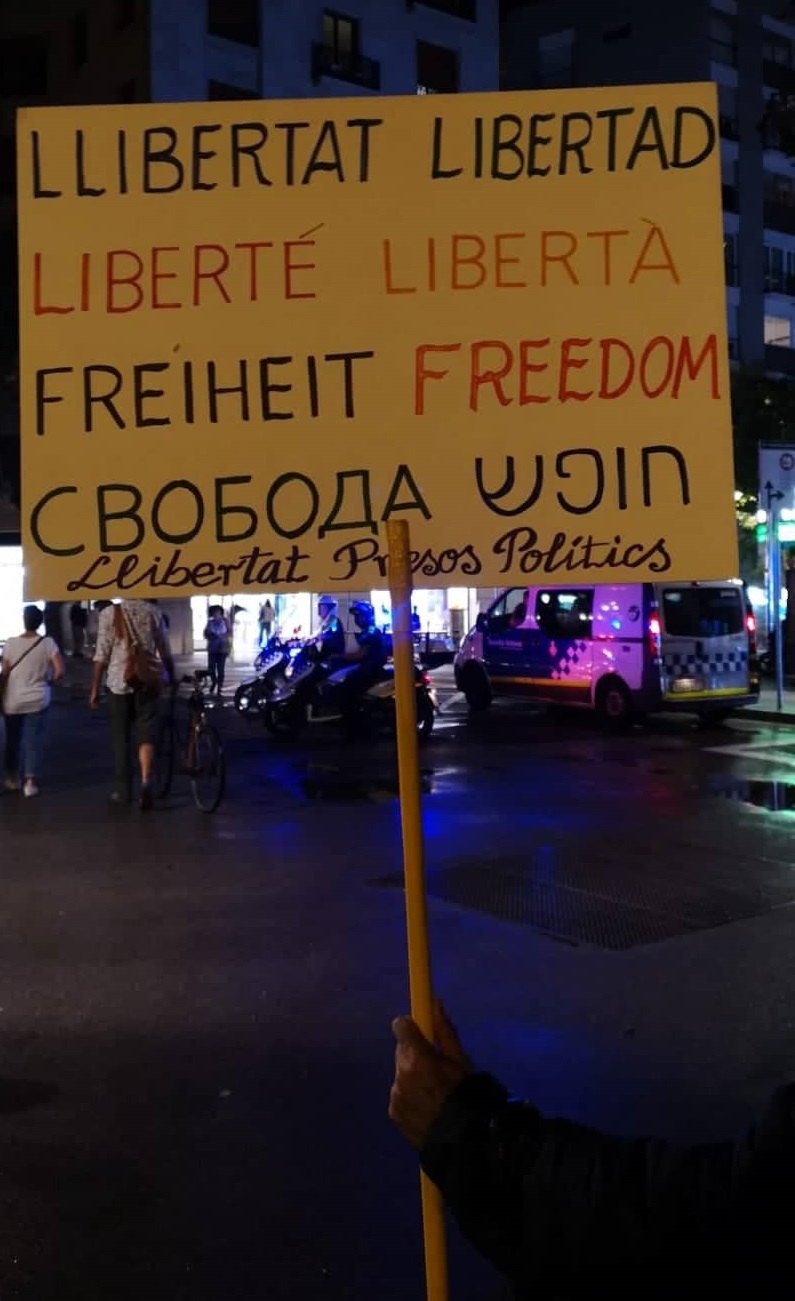 LLIBERTAT LIBERTAD
LIBERTÉ LIBERTÀ
FREIHEIT FREEDOM
СВОБОДА חופש
Llibertat Presos Polítics